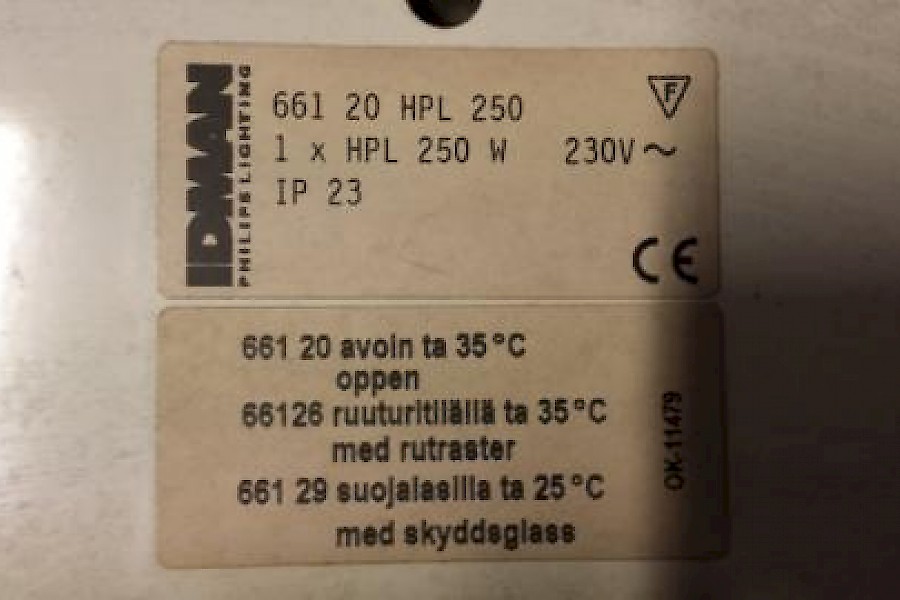 IDMAN
PHILIPS LIGHTING
661 20 HPL 250
F
1 x HPL 250 W 230V ~
IP 23
CE
661 20 avoin ta 35°C
oppen
66126 ruuturitilällä ta 35°C
med rutraster
661 29 suojalasilla ta 25°C
med skyddsglass
OK-11479